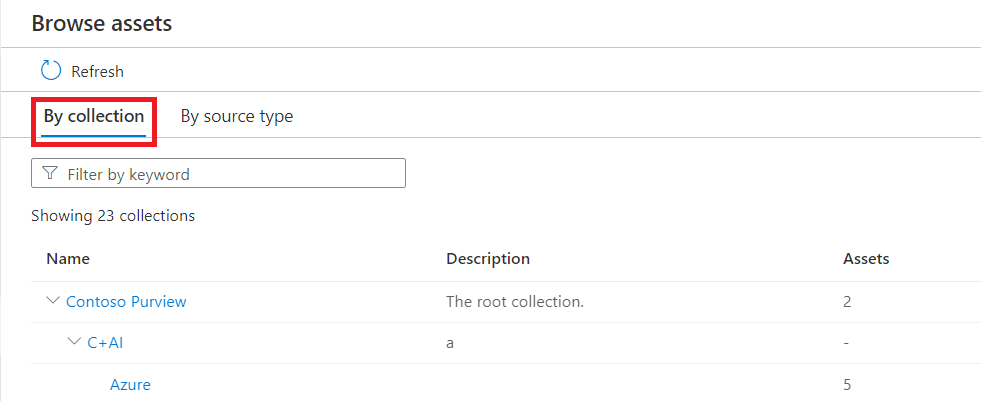 Browse assets
Refresh
By collection By source type
Filter by keyword
Showing 23 collections
Name Description Assets
Contoso Purview The root collection. 2
C+AI a -
Azure 5